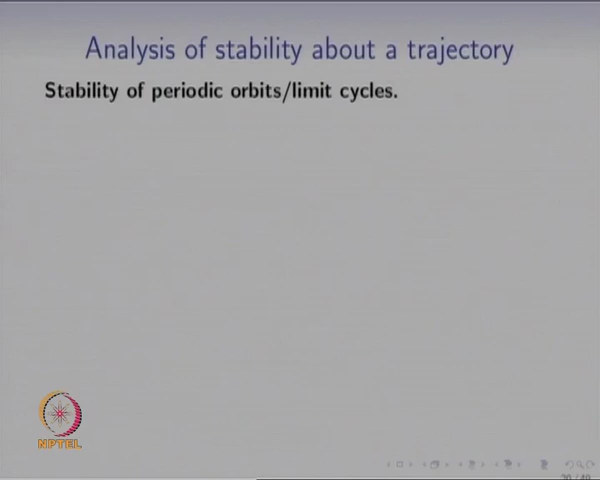 Analysis of stability about a trajectory
Stability of periodic orbits/limit cycles.
NPTEL